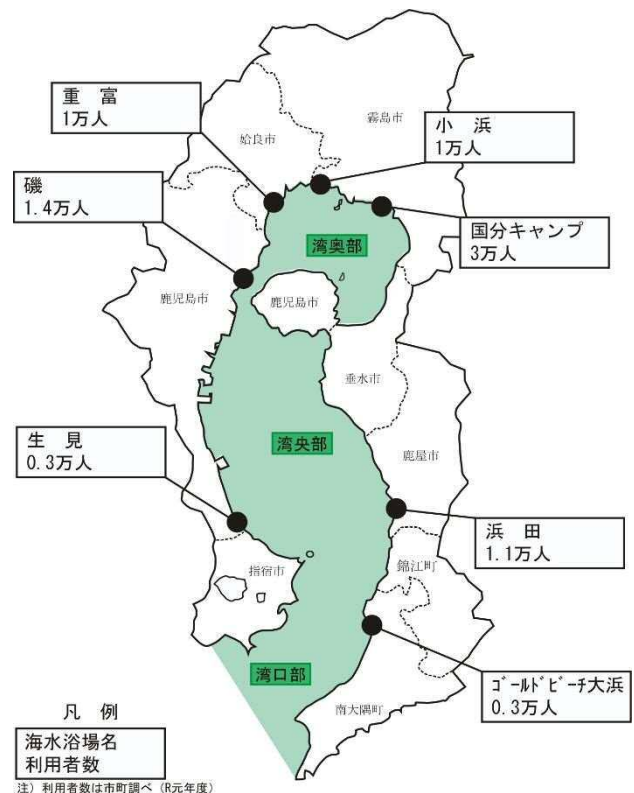 重　富
1万人
小　浜
1万人
霧島市
姶良市
磯
1.4万人
国分キャンプ
3万人
湾奥部
鹿児島市
鹿児島市
垂水市
生　見
0.3万人
湾央部
鹿屋市
浜　田
1.1万人
錦江町
指宿市
湾口部
ｺﾞｰﾙﾄﾞﾋﾞｰﾁ大浜
0.3万人
南大隅町
凡　例
海水浴場名
利用者数
注）利用者数は市町調べ（R元年度）